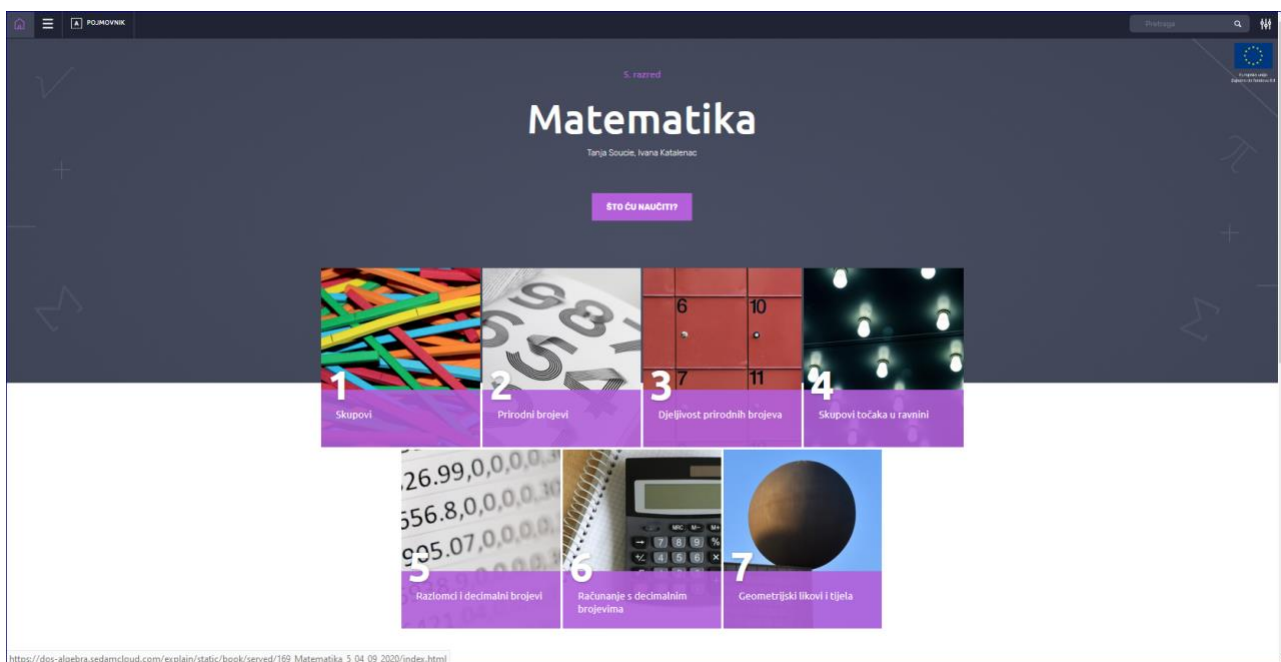 POJMOVNIK
Pretraga
5. razred
Matematika
Tanja Soucie, Ivana Katalenac
ŠTO ĆU NAUČITI?
6 10
7 11
1
Skupovi
2
Prirodni brojevi
3
Djeljivost prirodnih brojeva
4
Skupovi točaka u ravnini
26.99,0,0,0,0,
556.8,0,0,0,0,
905.07,0,0,0,0,
MRC M- M+
7 8 9 %
4 5 6 ×
5
Razlomci i decimalni brojevi
6
Računanje s decimalnim
brojevima
7
Geometrijski likovi i tijela
https://dos-algebra.sedamcloud.com/explain/static/book/served/169_Matematika_5_04_09_2020/index.html